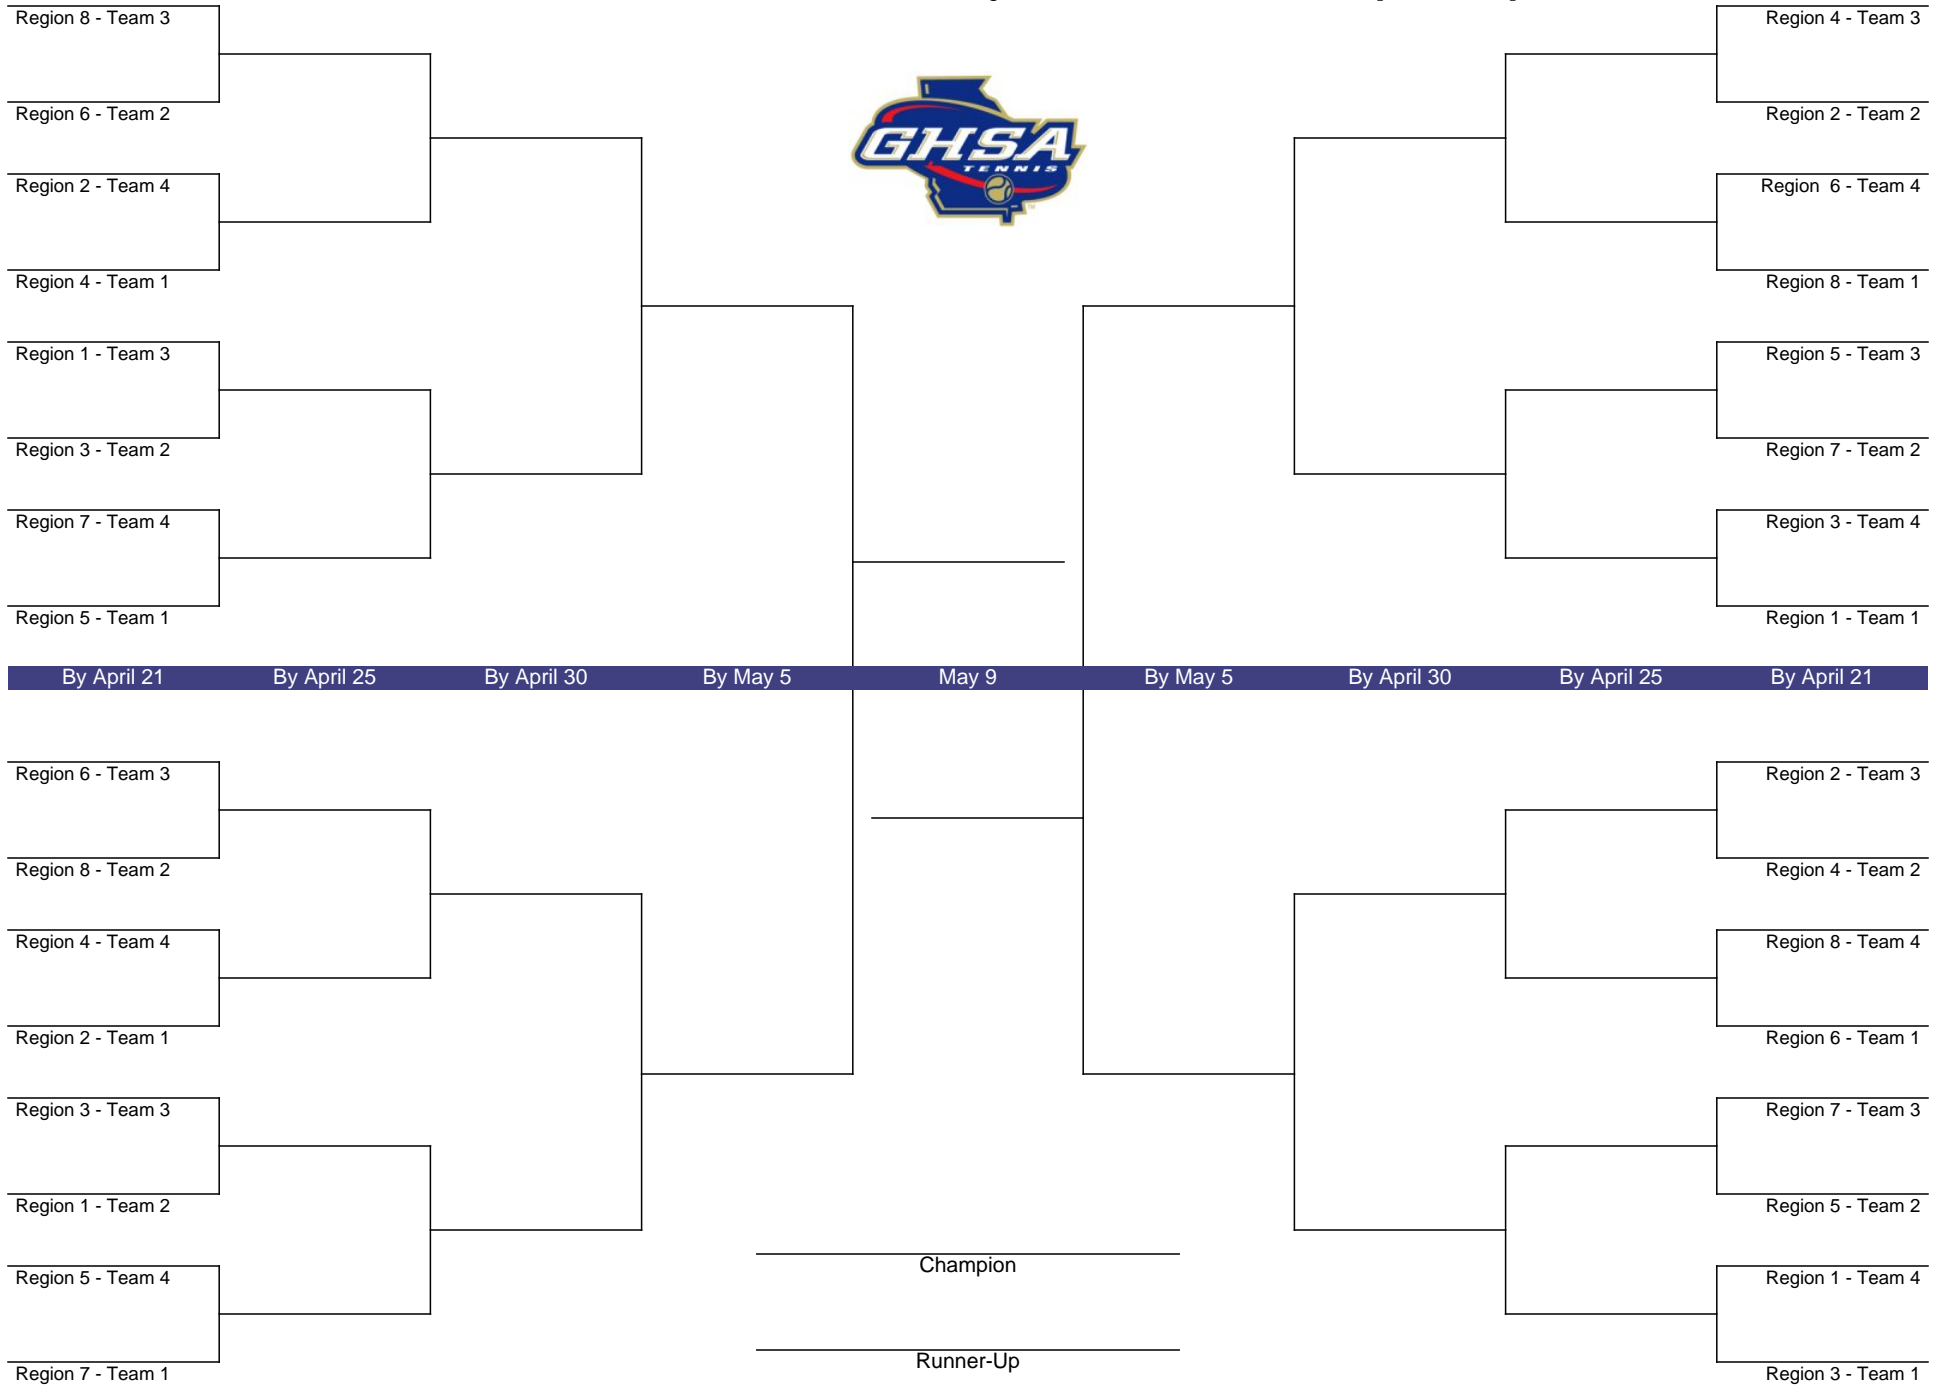 Region 8 - Team 3
Region 6 - Team 2
Region 2 - Team 4
Region 4 - Team 1
Region 1 - Team 3
Region 3 - Team 2
Region 7 - Team 4
Region 5 - Team 1
GHSA
TENNIS
Region 4 - Team 3
Region 2 - Team 2
Region  6 - Team 4
Region 8 - Team 1
Region 5 - Team 3
Region 7 - Team 2
Region 3 - Team 4
Region 1 - Team 1
By April 21 By April 25 By April 30 By May 5 May 9 By May 5 By April 30 By April 25 By April 21
Region 6 - Team 3
Region 8 - Team 2
Region 4 - Team 4
Region 2 - Team 1
Region 3 - Team 3
Region 1 - Team 2
Region 5 - Team 4
Region 7 - Team 1
Champion
Runner-Up
Region 2 - Team 3
Region 4 - Team 2
Region 8 - Team 4
Region 6 - Team 1
Region 7 - Team 3
Region 5 - Team 2
Region 1 - Team 4
Region 3 - Team 1